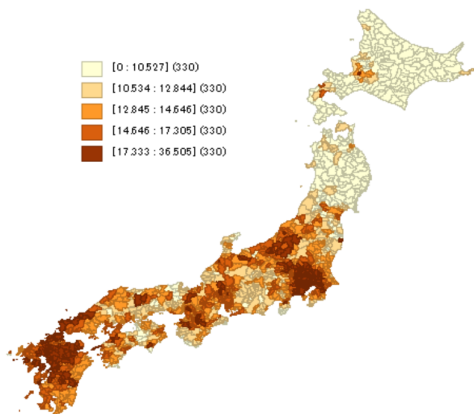 [0 : 10.527] (330)
[10.534 : 12.844] (330)
[12.845 : 14.646] (330)
[14.646 : 17.305] (330)
[17.333 : 36.505] (330)